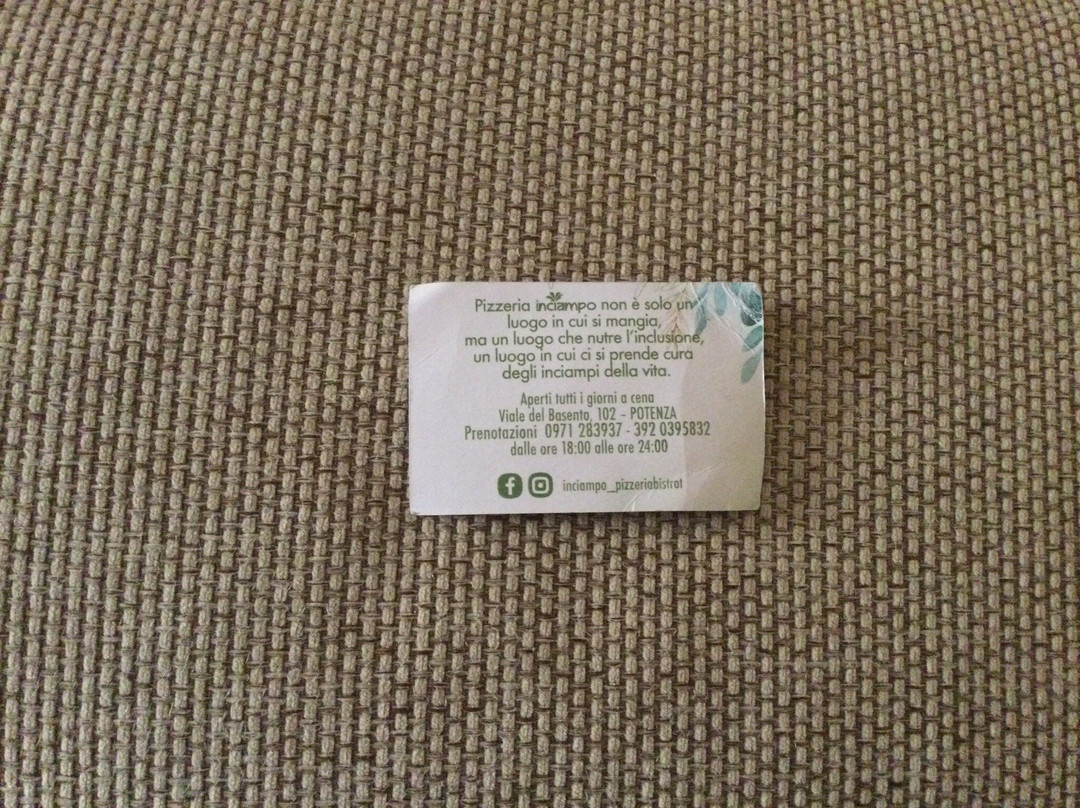 Pizzeria inciampo non è solo un
luogo in cui si mangia,
ma un luogo che nutre l'inclusione,
un luogo in cui ci si prende cura
degli inciampi della vita.
Aperti tutti i giorni a cena
Viale del Basento, 102 - POTENZA
Prenotazioni 0971 283937 - 392 0395832
dalle ore 18:00 alle ore 24:00
inciampo_pizzeriabistrot